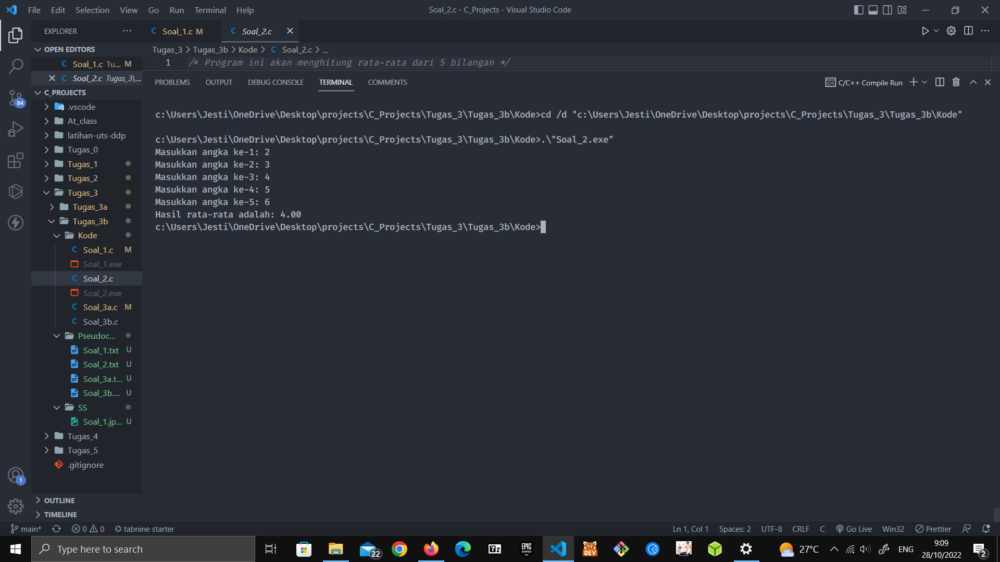 File Edit Selection View Go Run Terminal Help
Soal_2.c - C_Projects - Visual Studio Code
EXPLORER
Soal_1.c M
Soal_2.c
OPEN EDITORS
Soal_1.c Tu... M
Soal_2.c Tugas_3\...
C_PROJECTS
.vscode
At_class
latihan-uts-ddp
Tugas_0
Tugas_1
Tugas_2
Tugas_3
Tugas_3a
Tugas_3b
Kode
Soal_1.c M
Soal_1.exe
Soal_2.c
Soal_2.exe
Soal_3a.c M
Soal_3b.c
Pseudoc...
Soal_1.txt U
Soal_2.txt U
Soal_3a.t... U
Soal_3b.... U
SS
Soal_1.jp... U
Tugas_4
Tugas_5
.gitignore
OUTLINE
TIMELINE
84
1
Tugas_3 > Tugas_3b > Kode > C Soal_2.c > ...
1 /* Program ini akan menghitung rata-rata dari 5 bilangan */
PROBLEMS OUTPUT DEBUG CONSOLE TERMINAL COMMENTS
C/C++ Compile Run
c:\Users\Jesti\OneDrive\Desktop\projects\C_Projects\Tugas_3\Tugas_3b\Kode>cd /d "c:\Users\Jesti\OneDrive\Desktop\projects\C_Projects\Tugas_3\Tugas_3b\Kode"
c:\Users\Jesti\OneDrive\Desktop\projects\C_Projects\Tugas_3\Tugas_3b\Kode>.\"Soal_2.exe"
Masukkan angka ke-1: 2
Masukkan angka ke-2: 3
Masukkan angka ke-3: 4
Masukkan angka ke-4: 5
Masukkan angka ke-5: 6
Hasil rata-rata adalah: 4.00
c:\Users\Jesti\OneDrive\Desktop\projects\C_Projects\Tugas_3\Tugas_3b\Kode>
main* 0 0 tabnine starter
Ln 1, Col 1 Spaces: 2 UTF-8 CRLF C Go Live Win32 Prettier
Type here to search
22
7z
EPIC GAMES
DEV
27°C
ENG
9:09
28/10/2022
2